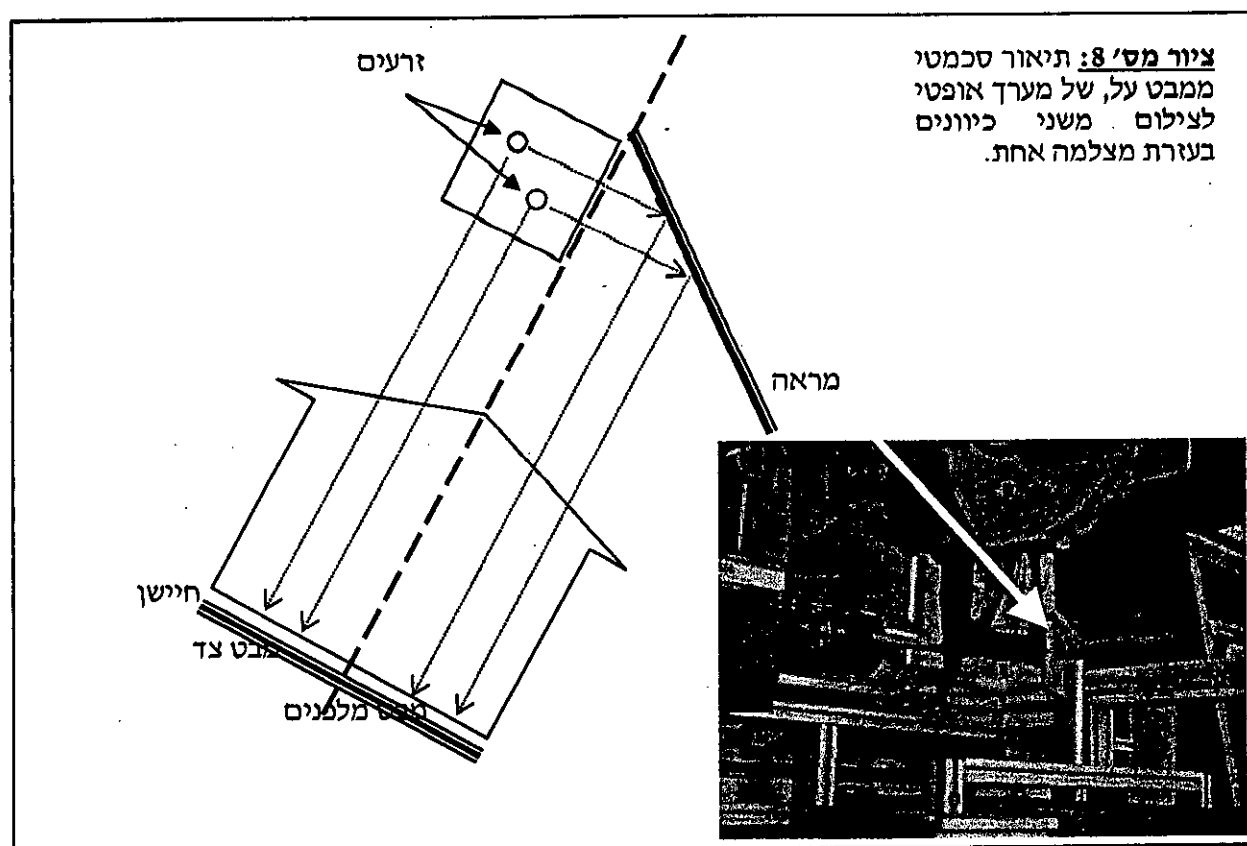 ציור מס' 8: תיאור סכמטי
ממבט על, של מערך אופטי
לצילום משני כיוונים
בעזרת מצלמה אחת.
זרעים
מראה
חיישן
מבט צד
מבט מלפנים